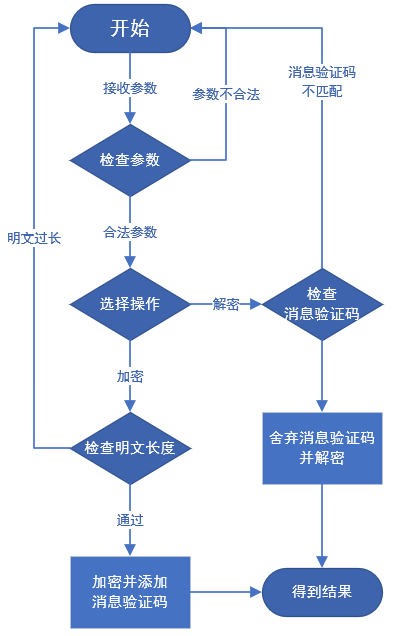 开始
接收参数
参数不合法
消息验证码
不匹配
检查参数
合法参数
明文过长
选择操作
解密
检查
消息验证码
加密
检查明文长度
舍弃消息验证码
并解密
通过
加密并添加
消息验证码
得到结果